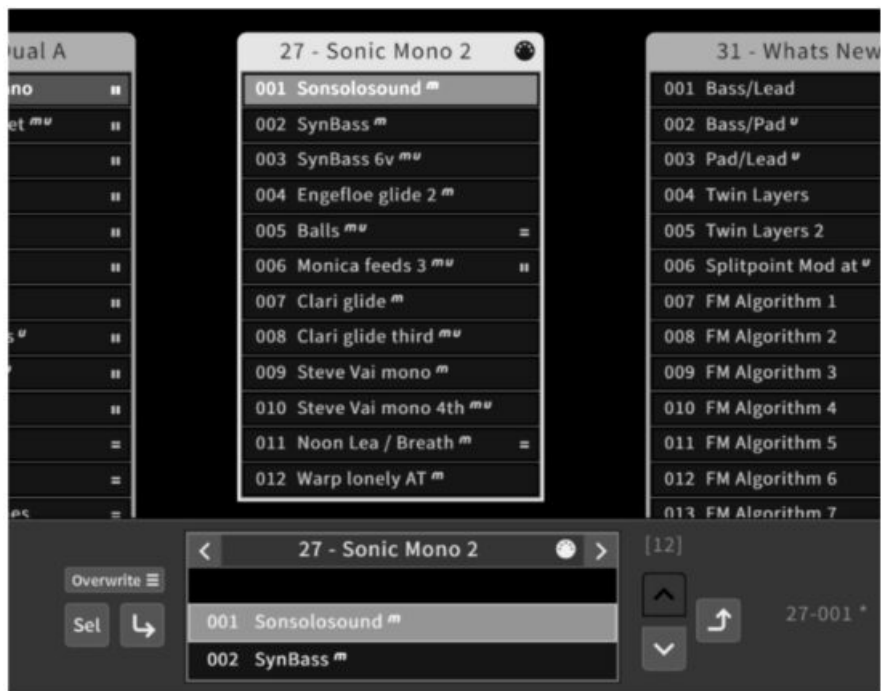 ual A
no
et mu
s u
es
27 - Sonic Mono 2
001 Sonsolosound m
002 SynBass m
003 SynBass 6v mu
004 Engefloe glide 2 m
005 Balls mu =
006 Monica feeds 3 mu
007 Clari glide m
008 Clari glide third mu
009 Steve Vai mono m
010 Steve Vai mono 4th mu
011 Noon Lea / Breath m =
012 Warp lonely AT m
31 - Whats New
001 Bass/Lead
002 Bass/Pad u
003 Pad/Lead u
004 Twin Layers
005 Twin Layers 2
006 Splitpoint Mod at u
007 FM Algorithm 1
008 FM Algorithm 2
009 FM Algorithm 3
010 FM Algorithm 4
011 FM Algorithm 5
012 FM Algorithm 6
013 FM Algorithm 7
< 27 - Sonic Mono 2 >
[12]
Overwrite
Sel
001 Sonsolosound m
27-001 *
002 SynBass m